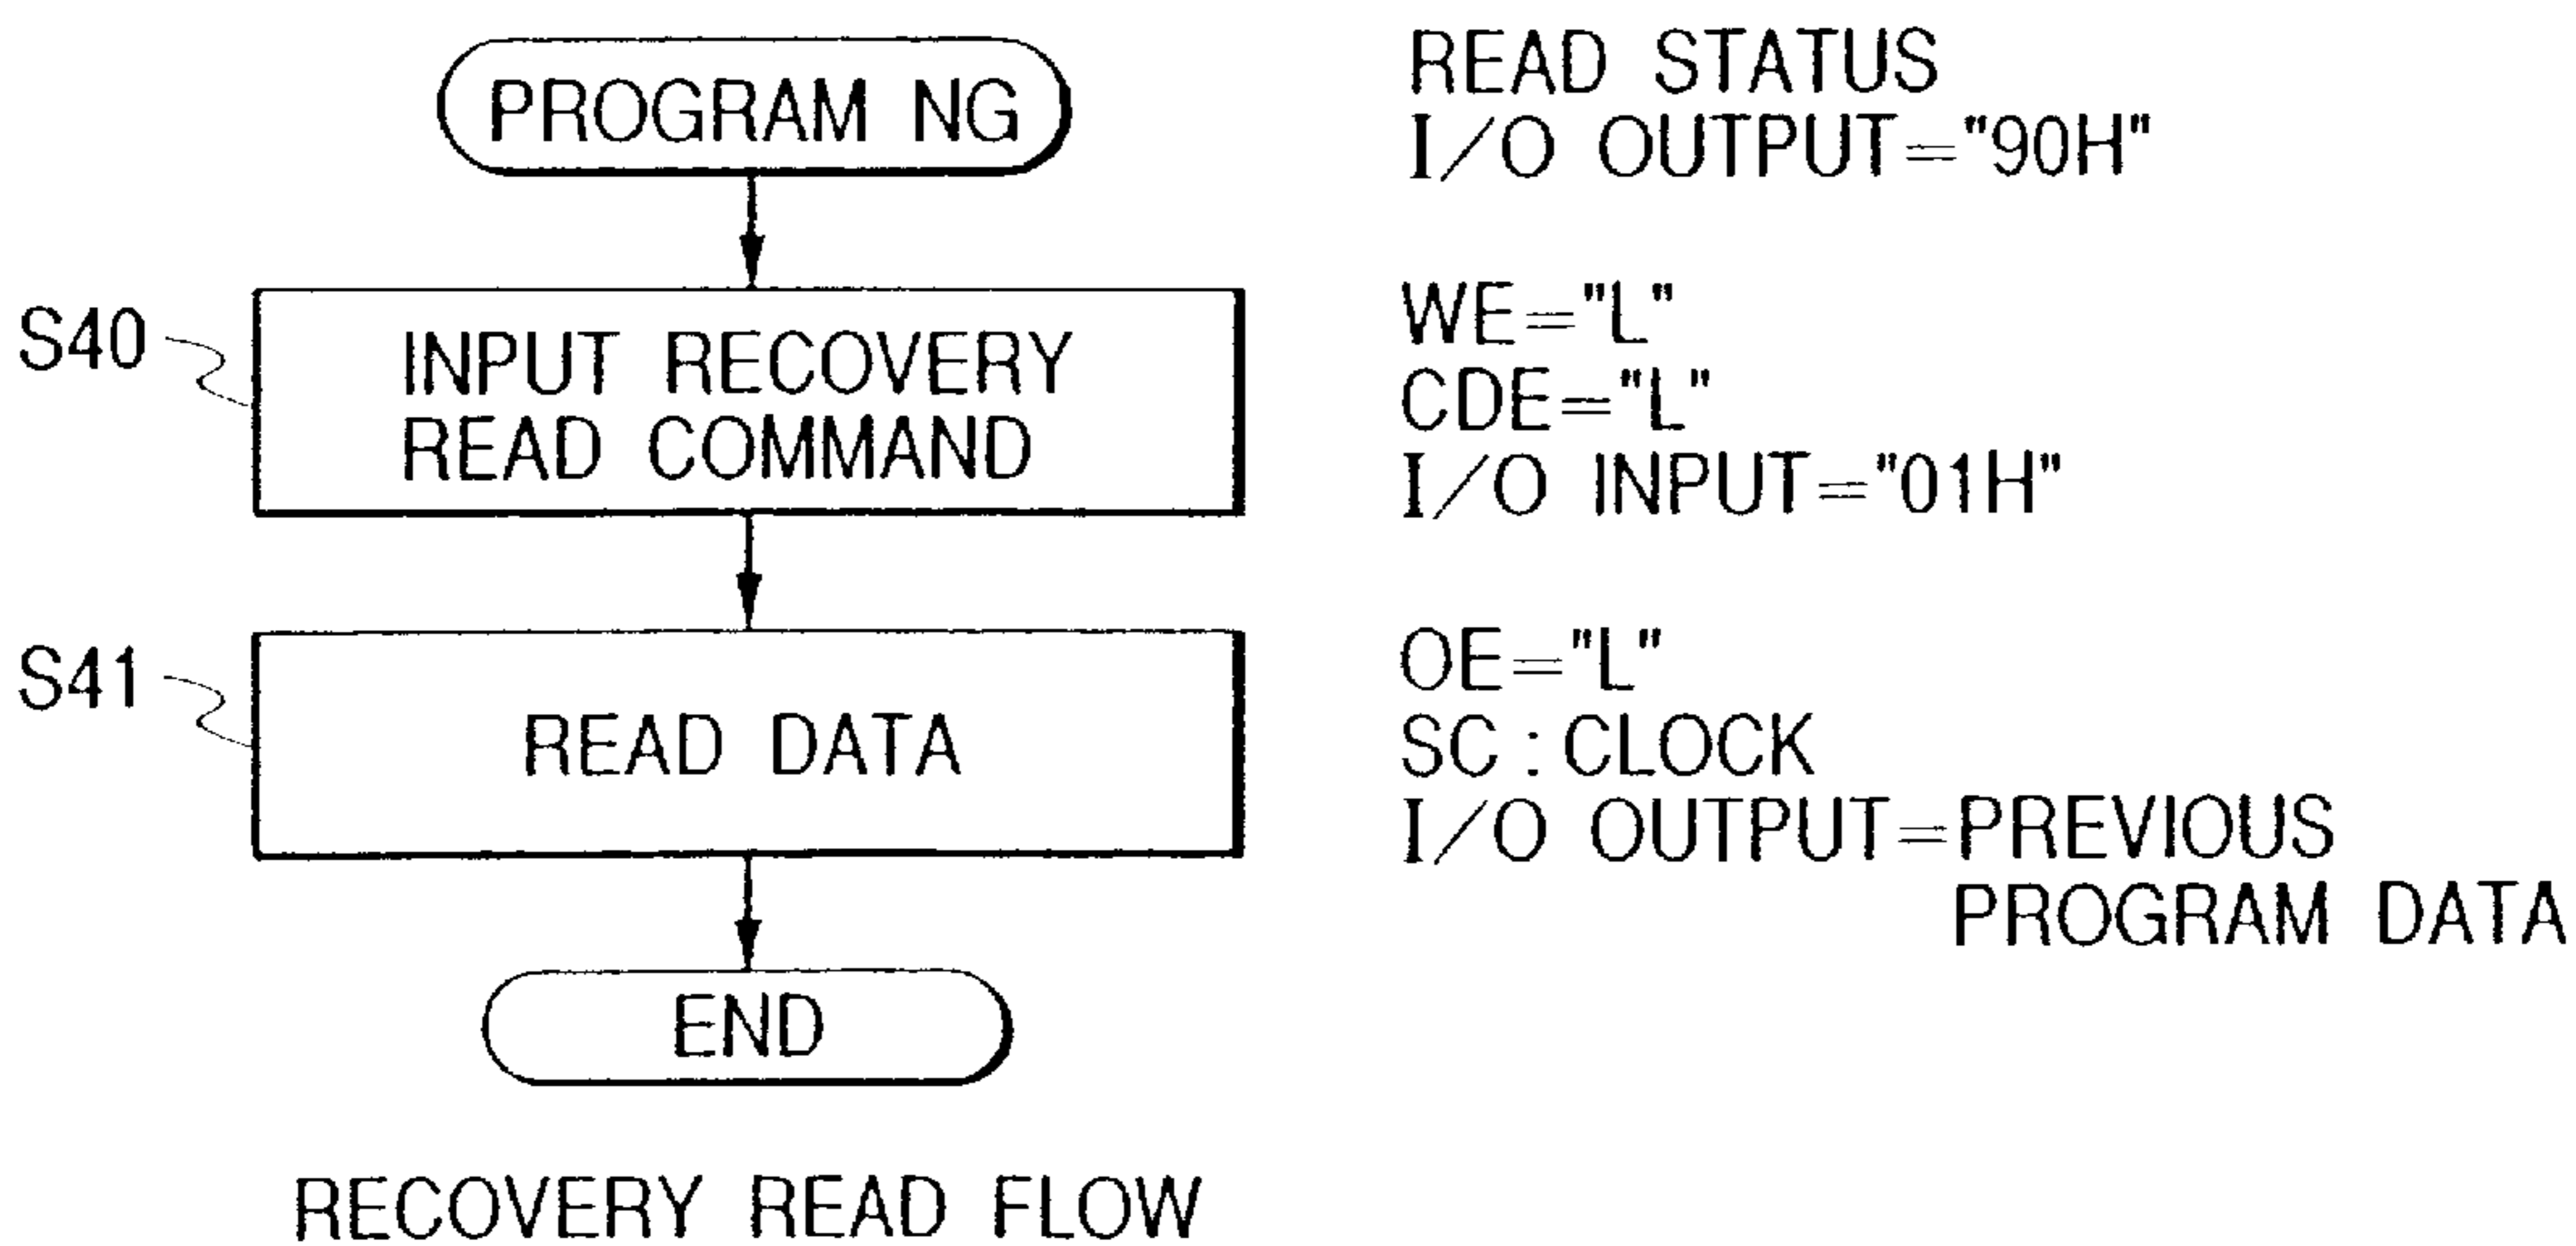 PROGRAM NG
READ STATUS
I/O OUTPUT="90H"
S40
INPUT RECOVERY
READ COMMAND
WE="L"
CDE="L"
I/O INPUT="01H"
S41
READ DATA
OE="L"
SC:CLOCK
I/O OUTPUT=PREVIOUS
PROGRAM DATA
END
RECOVERY READ FLOW